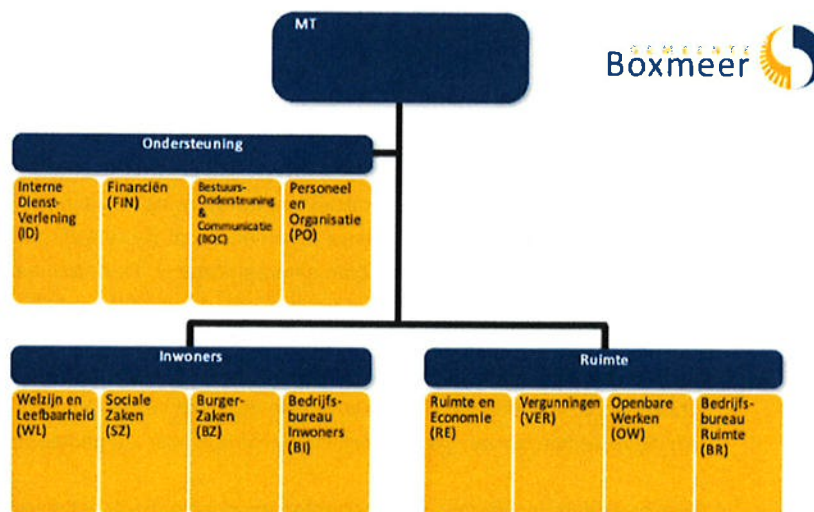 MT
GEMEENTE
Boxmeer
Ondersteuning
Interne
Dienst-
Verlening
(ID)
Financiën
(FIN)
Bestuurs-
Ondersteuning
&
Communicatie
(BOC)
Personeel
en
Organisatie
(PO)
Inwoners
Welzijn en
Leefbaarheid
(WL)
Sociale
Zaken
(SZ)
Burger-
Zaken
(BZ)
Bedrijfs-
bureau
Inwoners
(BI)
Ruimte
Ruimte en
Economie
(RE)
Vergunningen
(VER)
Openbare
Werken
(OW)
Bedrijfs-
bureau
Ruimte
(BR)